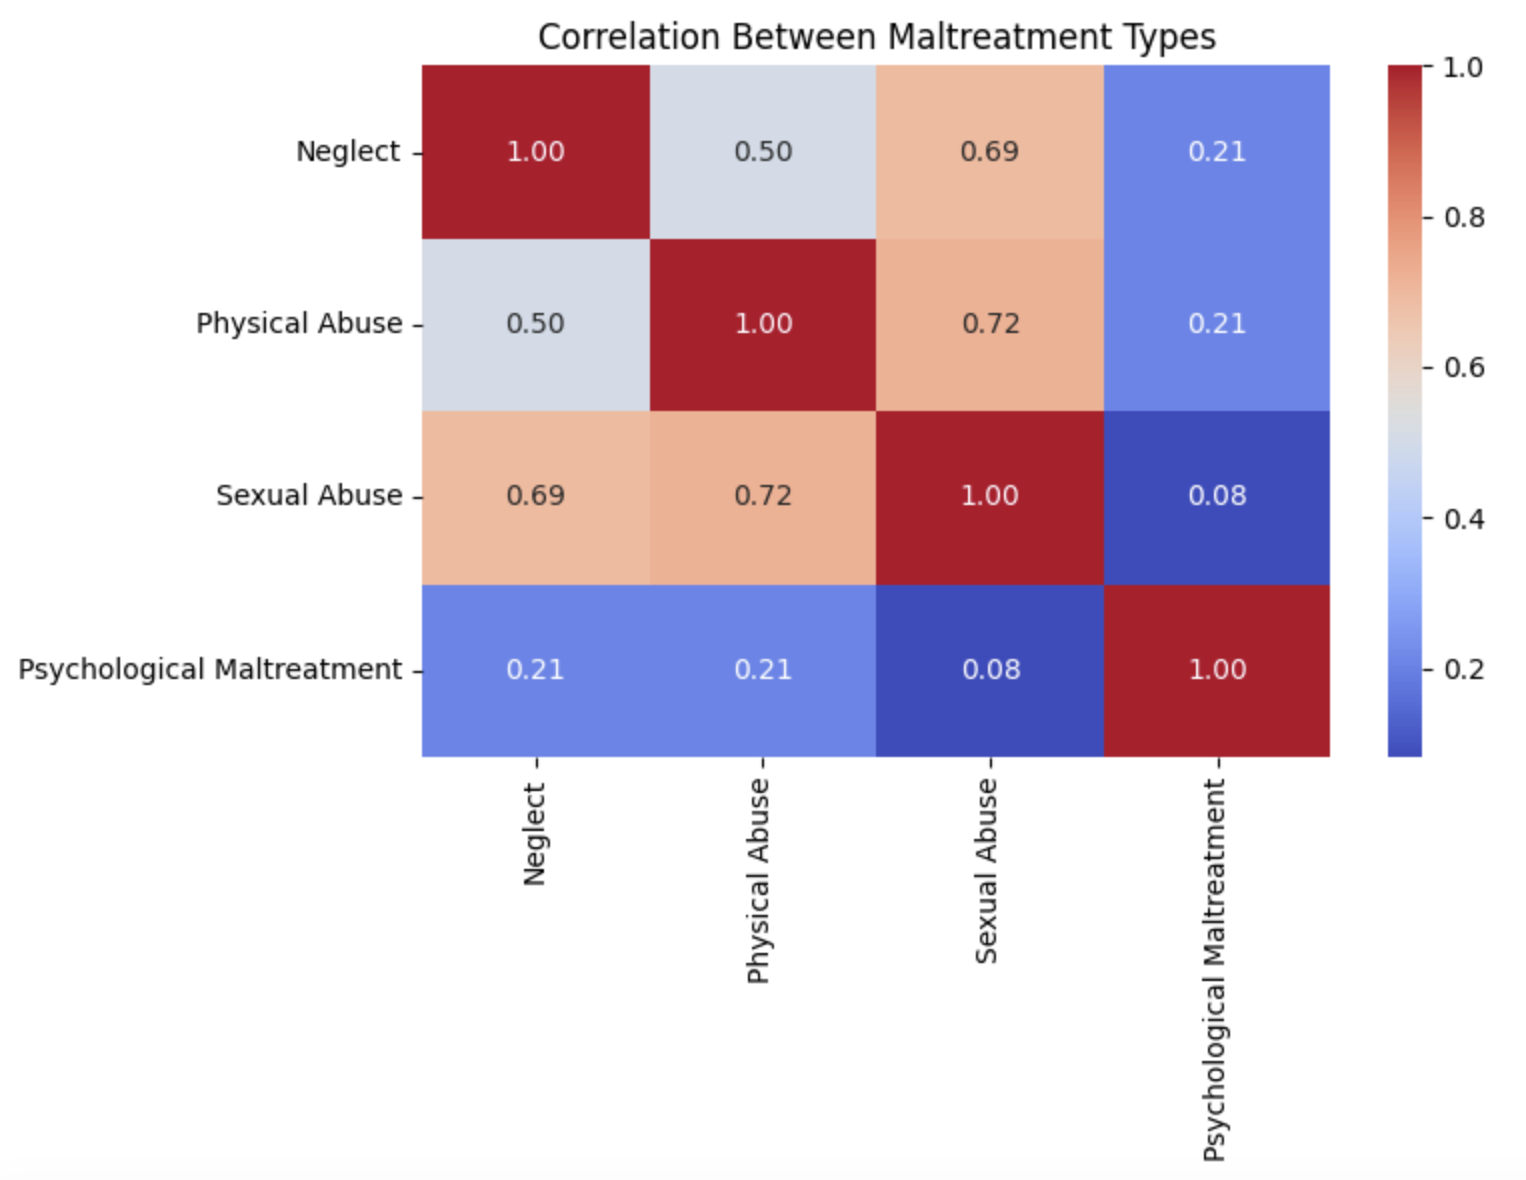 Correlation Between Maltreatment Types
Neglect 1.00 0.50 0.69 0.21
Physical Abuse 0.50 1.00 0.72 0.21
Sexual Abuse 0.69 0.72 1.00 0.08
Psychological Maltreatment 0.21 0.21 0.08 1.00
Neglect
Physical Abuse
Sexual Abuse
Psychological Maltreatment
1.0
0.8
0.6
0.4
0.2